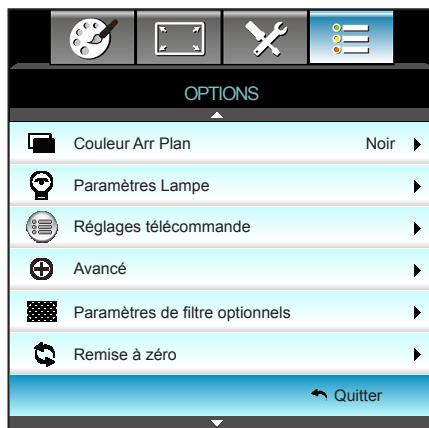 OPTIONS
Couleur Arr Plan Noir
Paramètres Lampe
Réglages télécommande
Avancé
Paramètres de filtre optionnels
Remise à zéro
Quitter